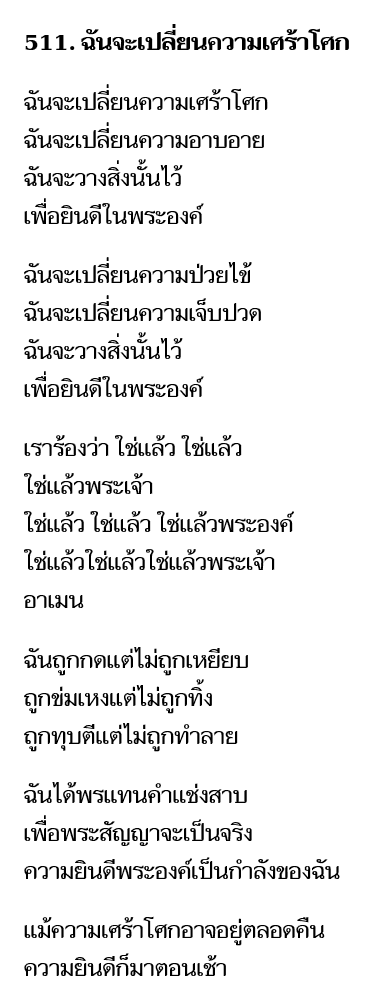 511. ฉันจะเปลี่ยนความเศร้าโศก
ฉันจะเปลี่ยนความเศร้าโศก
ฉันจะเปลี่ยนความอาบอาย
ฉันจะวางสิ่งนั้นไว้
เพื่อยินดีในพระองค์
ฉันจะเปลี่ยนความป่วยไข้
ฉันจะเปลี่ยนความเจ็บปวด
ฉันจะวางสิ่งนั้นไว้
เพื่อยินดีในพระองค์
เราร้องว่า ใช่แล้ว ใช่แล้ว
ใช่แล้วพระเจ้า
ใช่แล้ว ใช่แล้ว ใช่แล้วพระองค์
ใช่แล้วใช่แล้วใช่แล้วพระเจ้า
อาเมน
ฉันถูกกดแต่ไม่ถูกเหยียบ
ถูกข่มเหงแต่ไม่ถูกทิ้ง
ถูกทุบตีแต่ไม่ถูกทำลาย
ฉันได้พรแทนคำแช่งสาบ
เพื่อพระสัญญาจะเป็นจริง
ความยินดีพระองค์เป็นกำลังของฉัน
แม้ความเศร้าโศกอาจอยู่ตลอดคืน
ความยินดีก็มาตอนเช้า